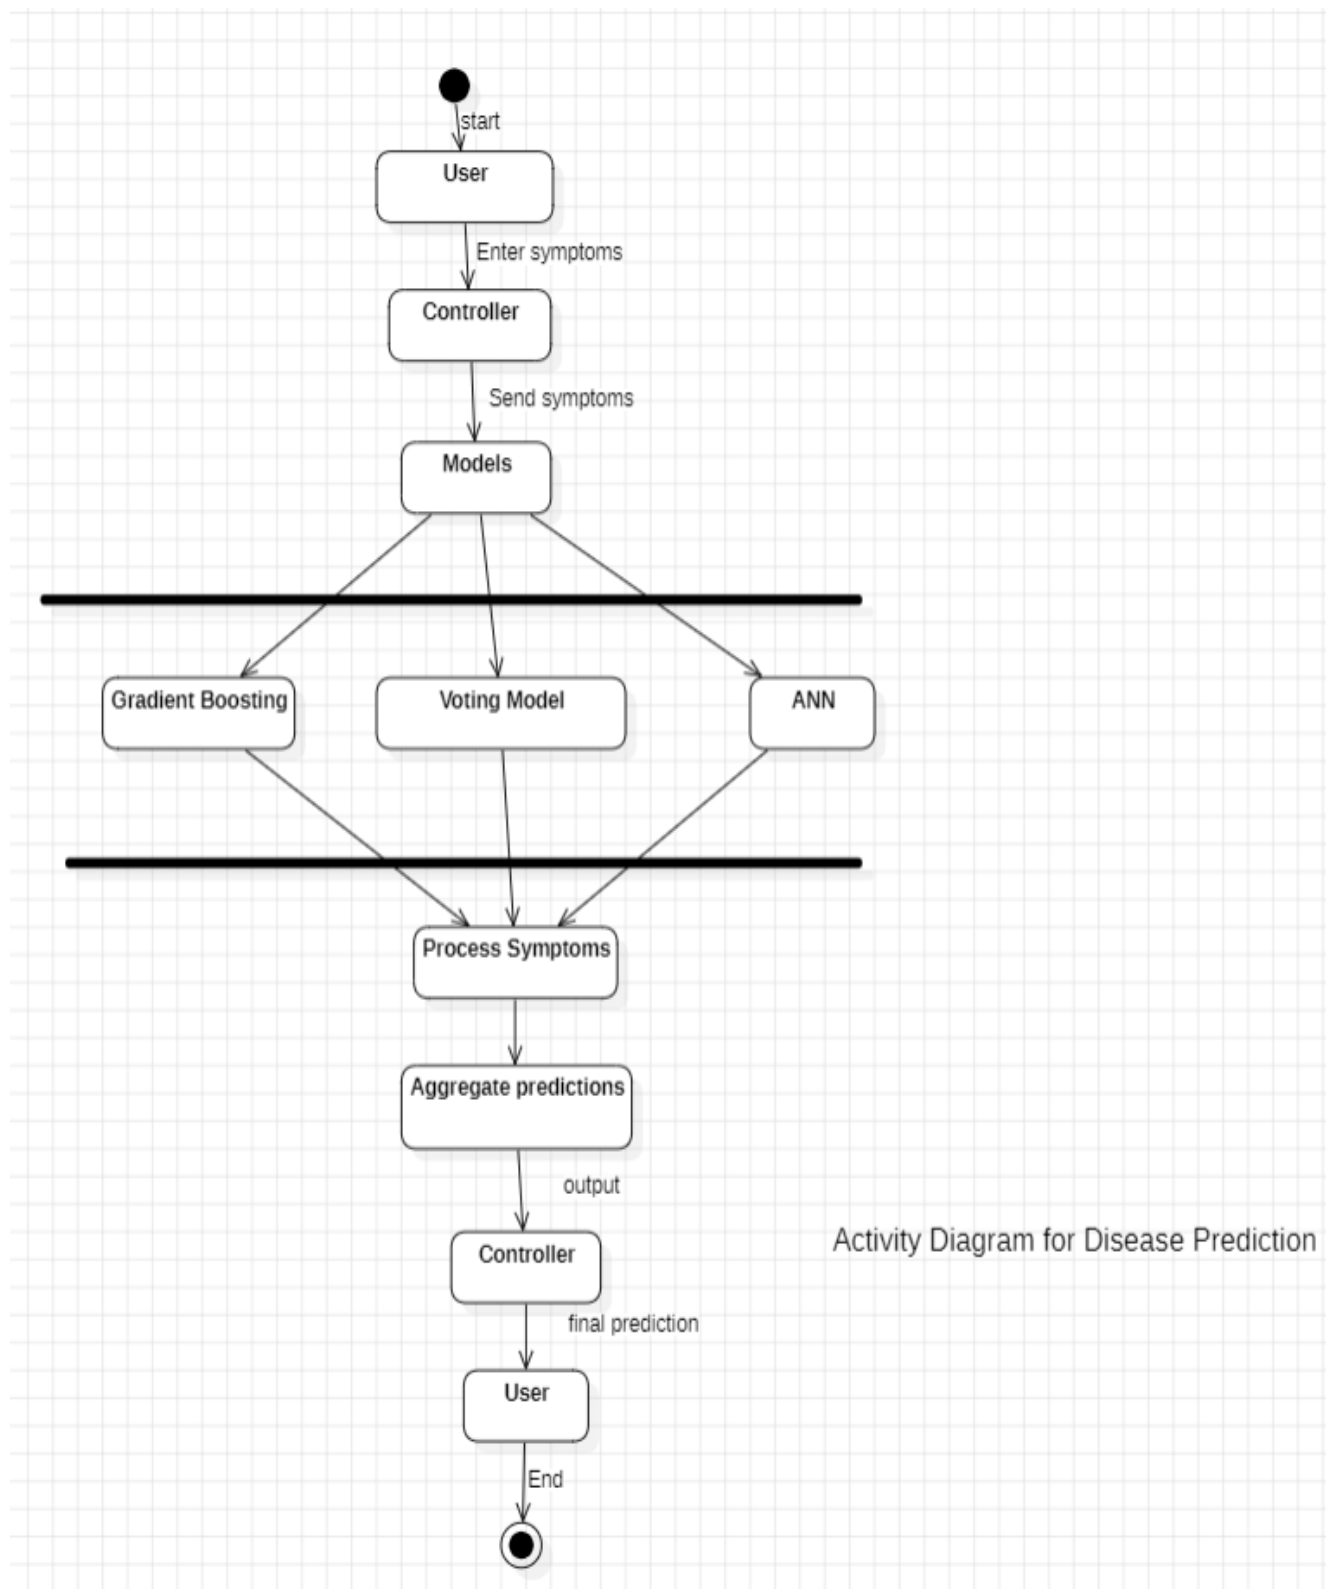 start
User
Enter symptoms
Controller
Send symptoms
Models
Gradient Boosting
Voting Model
ANN
Process Symptoms
Aggregate predictions
output
Activity Diagram for Disease Prediction
Controller
final prediction
User
End